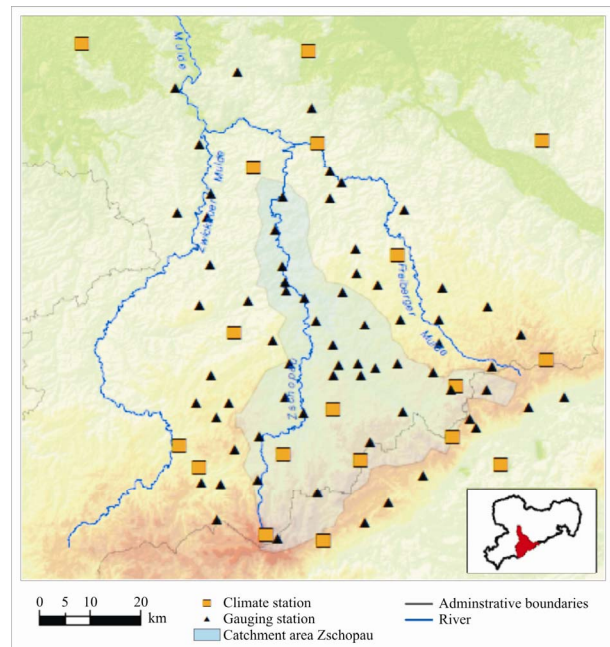 Mulde
Zwickauer Mulde
Freiberger Mulde
Zschopau
0 5 10 20
km
Climate station
Gauging station
Catchment area Zschopau
Adminstrative boundaries
River